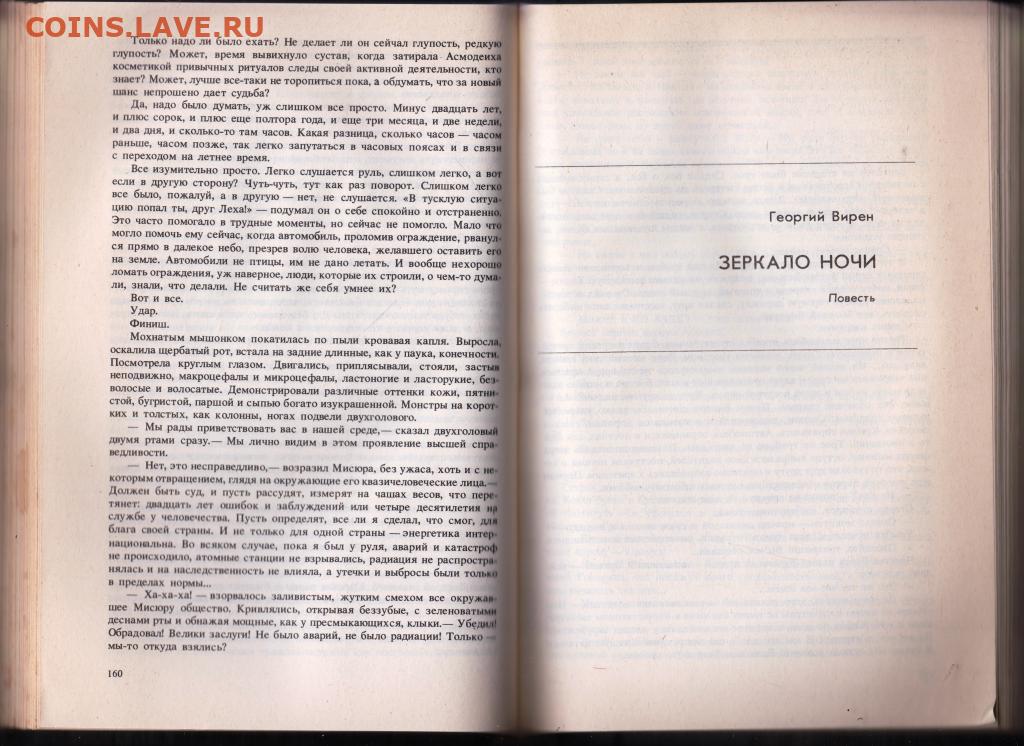 COINS.LAVE.RU
Только надо ли было ехать? Не делает ли он сейчал глупость, редкую
глупость? Может, время вывихнуло сустав, когда затирала Асмодеиха
косметикой привычных ритуалов следы своей активной деятельности, кто
знает? Может, лучше все-таки не торопиться пока, а обдумать, что за новый
шанс непрошено дает судьба?
Да, надо было думать, уж слишком все просто. Минус двадцать лет,
и плюс сорок, и плюс еще полтора года, и еще три месяца, и две недели,
и два дня, и сколько-то там часов. Какая разница, сколько часов — часом
раньше, часом позже, так легко запутаться в часовых поясах и в связи
с переходом на летнее время.
Все изумительно просто. Легко слушается руль, слишком легко, а вот
если в другую сторону? Чуть-чуть, тут как раз поворот. Слишком легко
все было, пожалуй, а в другую — нет, не слушается. «В тусклую ситуа-
цию попал ты, друг Леха!» — подумал он о себе спокойно и отстраненно.
Это часто помогало в трудные моменты, но сейчас не помогло. Мало что
могло помочь ему сейчас, когда автомобиль, проломив ограждение, рванул-
ся прямо в далекое небо, презрев волю человека, желавшего оставить его
на земле. Автомобили не птицы, им не дано летать. И вообще нехорошо
ломать ограждения, уж наверное, люди, которые их строили, о чем-то дума-
ли, знали, что делали. Не считать же себя умнее их?
Вот и все.
Удар.
Финиш.
Мохнатым мышонком покатилась по пыли кровавая капля. Выросла,
оскалила щербатый рот, встала на задние длинные, как у паука, конечности.
Посмотрела круглым глазом. Двигались, приплясывали, стояли, застыв
неподвижно, макроцефалы и микроцефалы, ластоногие и ласторукие, без-
волосые и волосатые. Демонстрировали различные оттенки кожи, пятни-
стой, бугристой, паршой и сыпью богато изукрашенной. Монстры на корот-
ких и толстых, как колонны, ногах подвели двухголового.
— Мы рады приветствовать вас в нашей среде,— сказал двухголовый
двумя ртами сразу.— Мы лично видим в этом проявление высшей спра-
ведливости.
— Нет, это несправедливо,— возразил Мисюра, без ужаса, хоть и с не-
которым отвращением, глядя на окружающие его квазичеловеческие лица.—
Должен быть суд, и пусть рассудят, измерят на чашах весов, что пере-
тянет: двадцать лет ошибок и заблуждений или четыре десятилетия на
службе у человечества. Пусть определят, все ли я сделал, что смог, для
блага своей страны. И не только для одной страны — энергетика интер-
национальна. Во всяком случае, пока я был у руля, аварий и катастроф
не происходило, атомные станции не взрывались, радиация не распростра-
нялась и на наследственность не влияла, а утечки и выбросы были только
в пределах нормы...
— Ха-ха-ха! — взорвалось заливистым, жутким смехом все окружав-
шее Мисюру общество. Кривлялись, открывая беззубые, с зеленоватыми
деснами рты и обнажая мощные, как у пресмыкающихся, клыки.— Убедил!
Обрадовал! Велики заслуги! Не было аварий, не было радиации! Только —
мы-то откуда взялись?
160
Георгий Вирен
ЗЕРКАЛО НОЧИ
Повесть